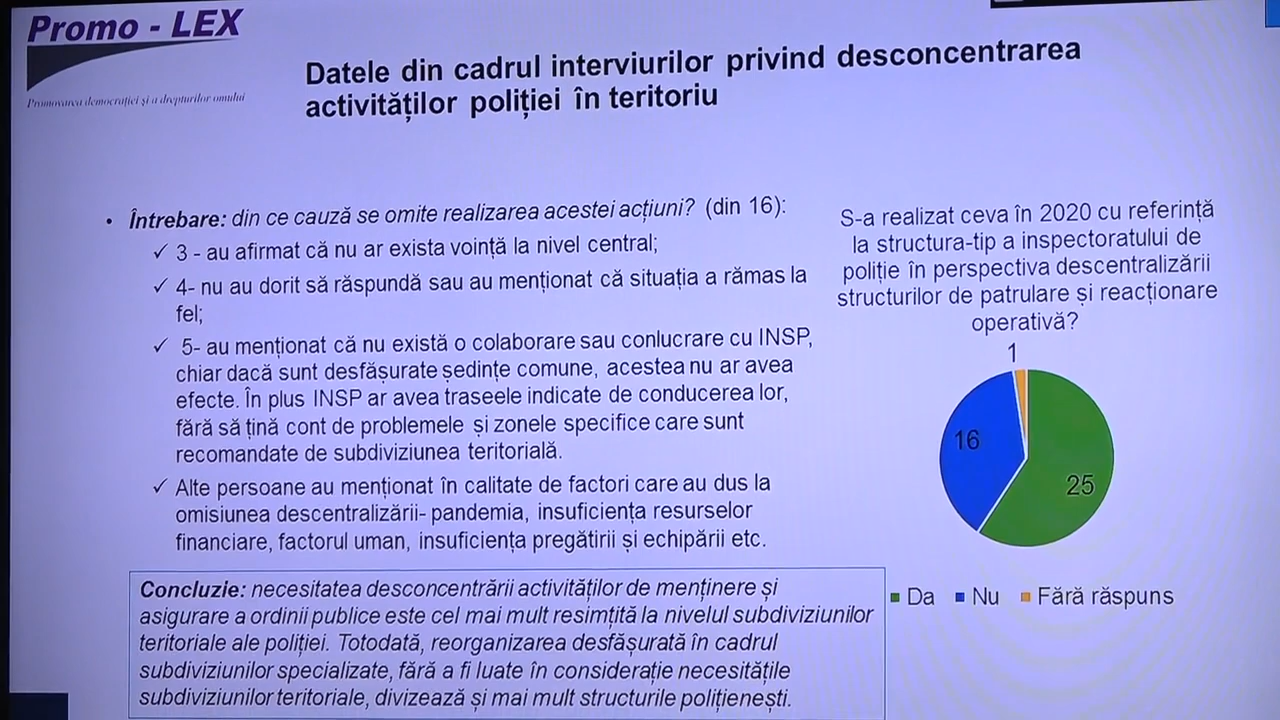 Promo - LEX
Promovarea democrației și a drepturilor omului
Datele din cadrul interviurilor privind desconcentrarea
activităților poliției în teritoriu
• Întrebare: din ce cauză se omite realizarea acestei acțiuni? (din 16):
✓ 3 - au afirmat că nu ar exista voință la nivel central;
✓ 4- nu au dorit să răspundă sau au menționat că situația a rămas la
fel;
✓ 5- au menționat că nu există o colaborare sau conlucrare cu INSP,
chiar dacă sunt desfășurate ședințe comune, acestea nu ar avea
efecte. În plus INSP ar avea traseele indicate de conducerea lor,
fără să țină cont de problemele și zonele specifice care sunt
recomandate de subdiviziunea teritorială.
✓ Alte persoane au menționat în calitate de factori care au dus la
omisiunea descentralizării- pandemia, insuficiența resurselor
financiare, factorul uman, insuficiența pregătirii și echipării etc.
Concluzie: necesitatea desconcentrării activităților de menținere și
asigurare a ordinii publice este cel mai mult resimțită la nivelul subdiviziunilor
teritoriale ale poliției. Totodată, reorganizarea desfășurată în cadrul
subdiviziunilor specializate, fără a fi luate în considerație necesitățile
subdiviziunilor teritoriale, divizează și mai mult structurile polițienești.
S-a realizat ceva în 2020 cu referință
la structura-tip a inspectoratului de
poliție în perspectiva descentralizării
structurilor de patrulare și reacționare
operativă?
1
16
25
Da Nu Fără răspuns